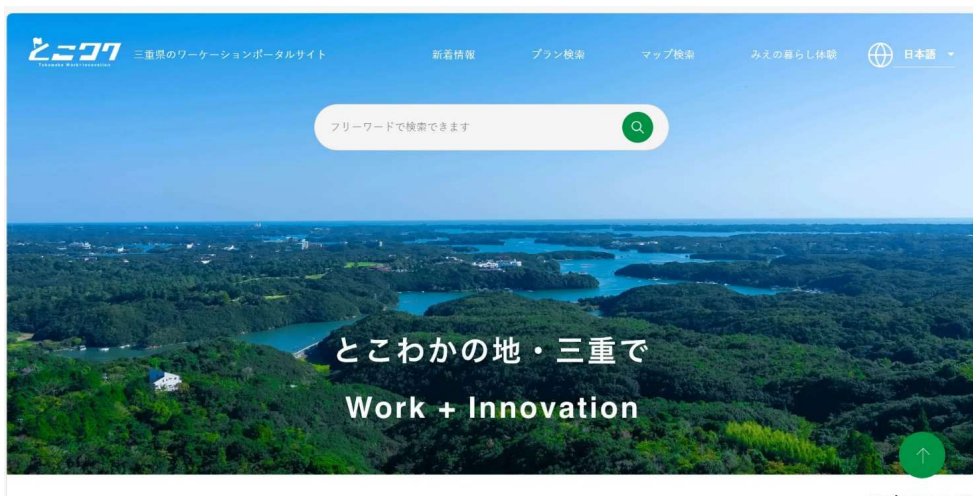 とこワク
Tokowaka Work+Innovation
三重県のワーケーションポータルサイト
新着情報
プラン検索
マップ検索
みえの暮らし体験
日本語
フリーワードで検索できます
とこわかの地・三重で
Work + Innovation